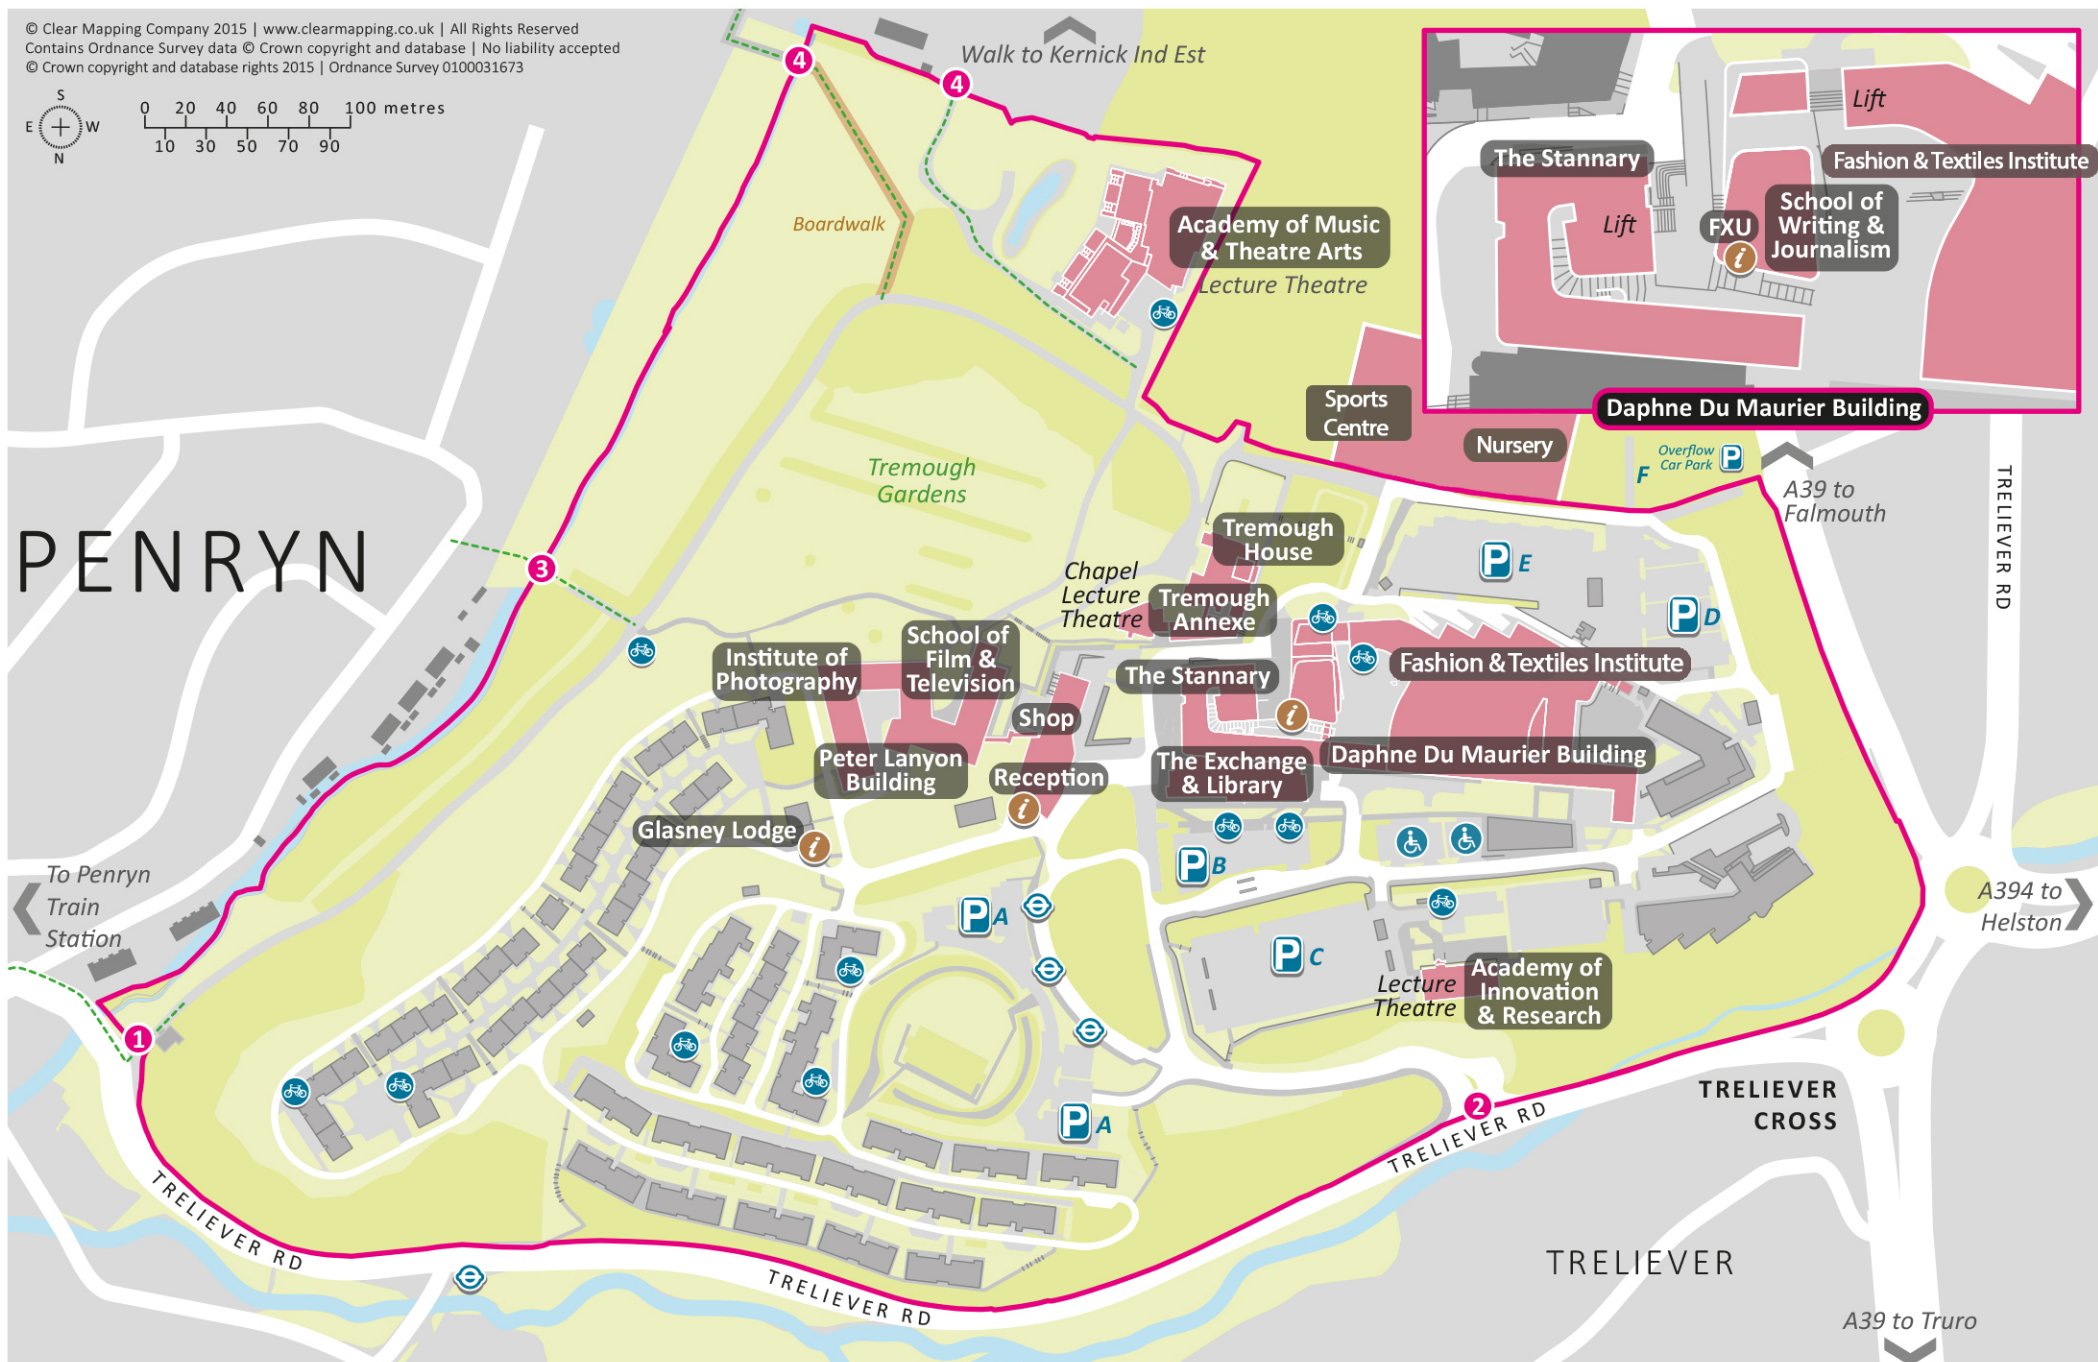 © Clear Mapping Company 2015 | www.clearmapping.co.uk | All Rights Reserved
Contains Ordnance Survey data © Crown copyright and database | No liability accepted
© Crown copyright and database rights 2015 | Ordnance Survey 0100031673
S
E W
N
0 20 40 60 80 100 metres
10 30 50 70 90
4
4
Walk to Kernick Ind Est
Boardwalk
Academy of Music
& Theatre Arts
Lecture Theatre
Lift
The Stannary
Fashion & Textiles Institute
Lift
FXU
i
School of
Writing &
Journalism
Daphne Du Maurier Building
Sports
Centre
Nursery
Overflow
Car Park
P
F
A39 to
Falmouth
TRELIEVER RD
Tremough
Gardens
PENRYN
3
Tremough
House
Chapel
Lecture
Theatre
Tremough
Annexe
P E
P D
Institute of
Photography
School of
Film &
Television
The Stannary
Fashion & Textiles Institute
Shop
i
Peter Lanyon
Building
Reception
i
The Exchange
& Library
Daphne Du Maurier Building
Glasney Lodge
i
P B
To Penryn
Train
Station
P A
P C
A394 to
Helston
Lecture
Theatre
Academy of
Innovation
& Research
1
P A
2
TRELIEVER RD
TRELIEVER
CROSS
TRELIEVER RD
TRELIEVER RD
TRELIEVER
A39 to Truro